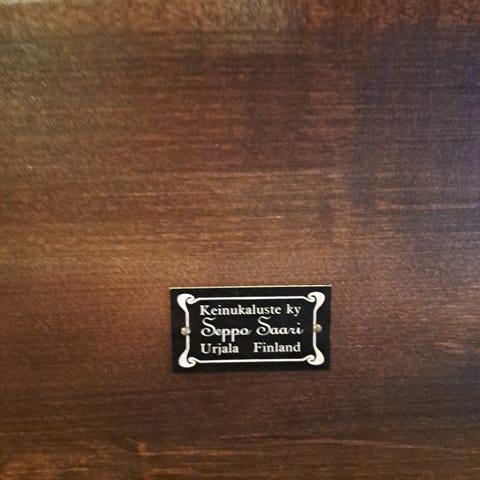 Keinukaluste ky
Seppo Saari
Urjala Finland